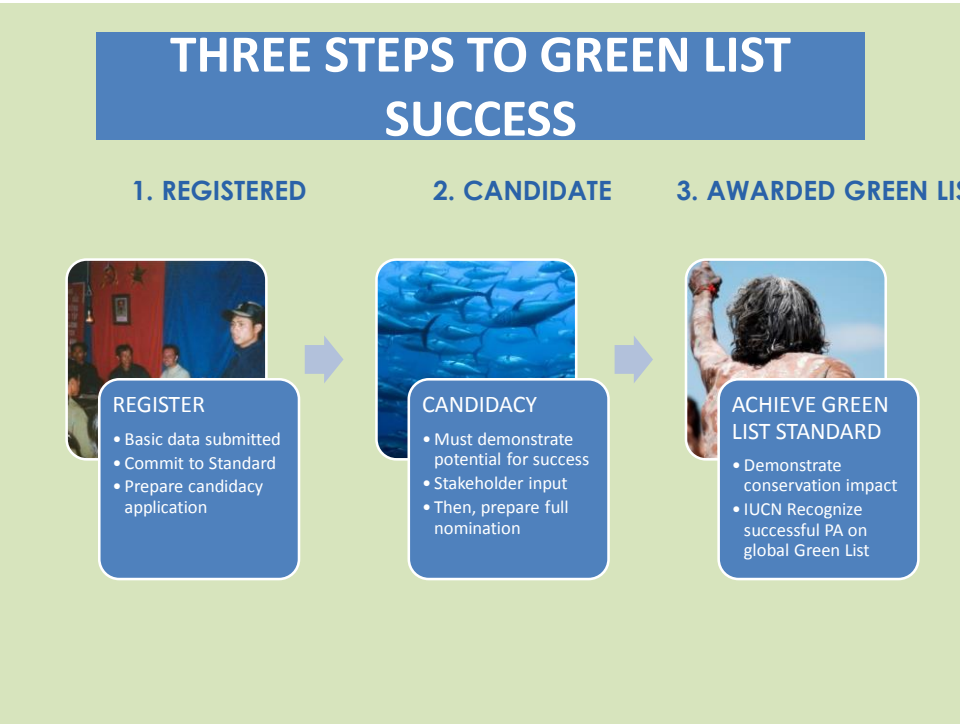 THREE STEPS TO GREEN LIST
SUCCESS
1. REGISTERED
2. CANDIDATE
3. AWARDED GREEN LIS
REGISTER
• Basic data submitted
• Commit to Standard
• Prepare candidacy
application
CANDIDACY
• Must demonstrate
potential for success
• Stakeholder input
• Then, prepare full
nomination
ACHIEVE GREEN
LIST STANDARD
• Demonstrate
conservation impact
• IUCN Recognize
successful PA on
global Green List